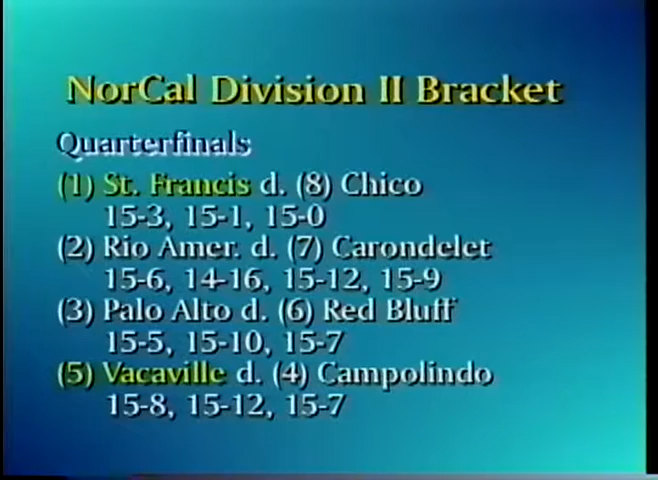 NorCal Division II Bracket
Quarterfinals
(1) St. Francis d. (8) Chico
15-3, 15-1, 15-0
(2) Rio Amer. d. (7) Carondelet
15-6, 14-16, 15-12, 15-9
(3) Palo Alto d. (6) Red Bluff
15-5, 15-10, 15-7
(5) Vacaville d. (4) Campolindo
15-8, 15-12, 15-7